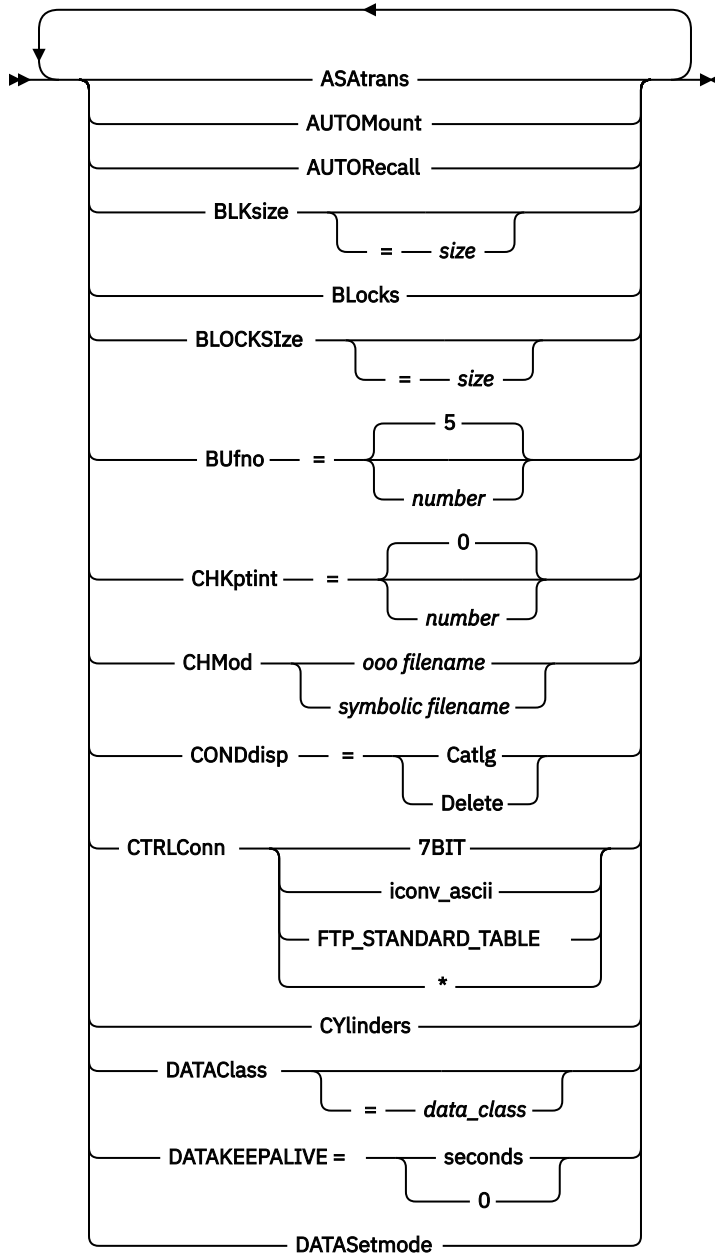 ASAtrans
AUTOMount
AUTORecall
BLKsize
= size
BLocks
BLOCKSIze
= size
5
BUfno =
number
0
CHKptint =
number
CHMod ooo filename
symbolic filename
CONDdisp = Catlg
Delete
CTRLConn 7BIT
iconv_ascii
FTP_STANDARD_TABLE
*
CYlinders
DATAClass
= data_class
DATAKEEPALIVE = seconds
0
DATASetmode